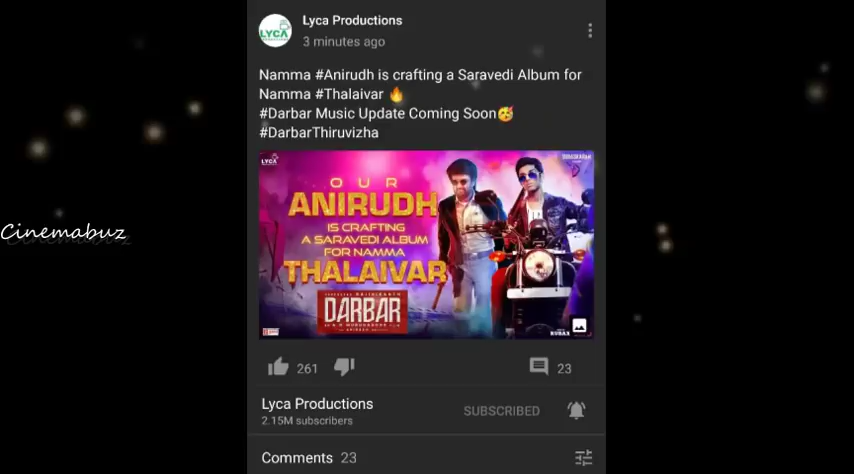 Lyca Productions
3 minutes ago
Namma #Anirudh is crafting a Saravedi Album for
Namma #Thalaivar 🔥
#Darbar Music Update Coming Soon🥳
#DarbarThiruvizha
LYCA
OUR
ANIRUDH
IS CRAFTING
A SARAVEDI ALBUM
FOR NAMMA
THALAIVAR
DARBAR
Cinemabuz
261
23
Lyca Productions
2.15M subscribers
SUBSCRIBED
Comments 23